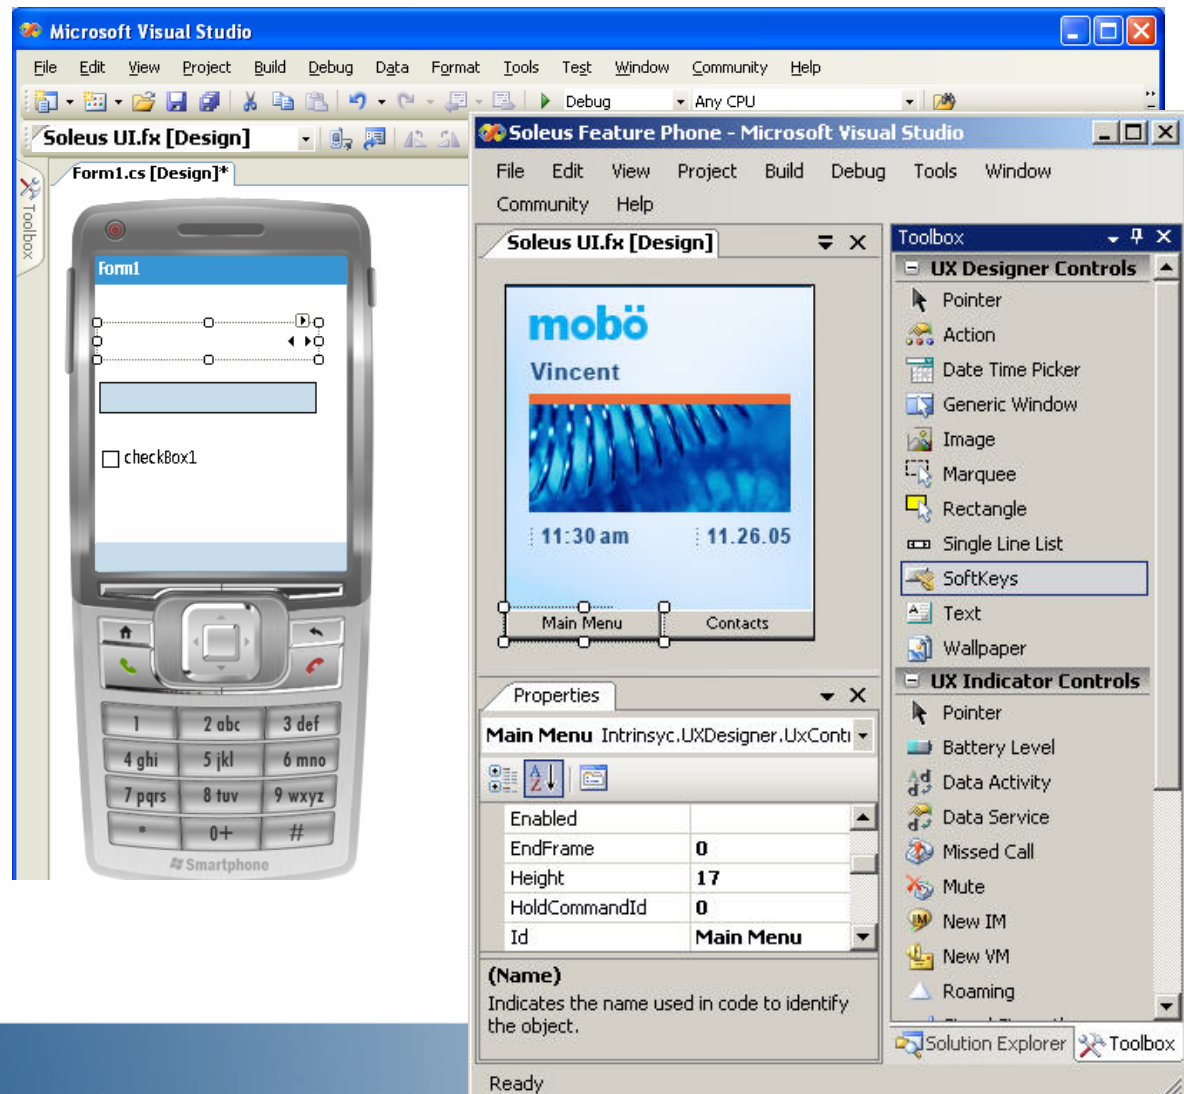 Microsoft Visual Studio
File Edit View Project Build Debug Data Format Tools Test Window Community Help
Debug Any CPU
Soleus UI.fx [Design]
Form1.cs [Design]*
Toolbox
Form1
checkBox1
1 2 abc 3 def
4 ghi 5 jkl 6 mno
7 pqrs 8 tuv 9 wxyz
* 0+ #
Smartphone
Soleus Feature Phone - Microsoft Visual Studio
File Edit View Project Build Debug Tools Window
Community Help
Soleus UI.fx [Design]
mobö
Vincent
11:30 am 11.26.05
Main Menu Contacts
Properties
Main Menu Intrinsyc.UXDesigner.UxConti
Enabled
EndFrame 0
Height 17
HoldCommandId 0
Id Main Menu
(Name)
Indicates the name used in code to identify
the object.
Ready
Toolbox
UX Designer Controls
Pointer
Action
Date Time Picker
Generic Window
Image
Marquee
Rectangle
Single Line List
SoftKeys
Text
Wallpaper
UX Indicator Controls
Pointer
Battery Level
Data Activity
Data Service
Missed Call
Mute
New IM
New VM
Roaming
Solution Explorer Toolbox